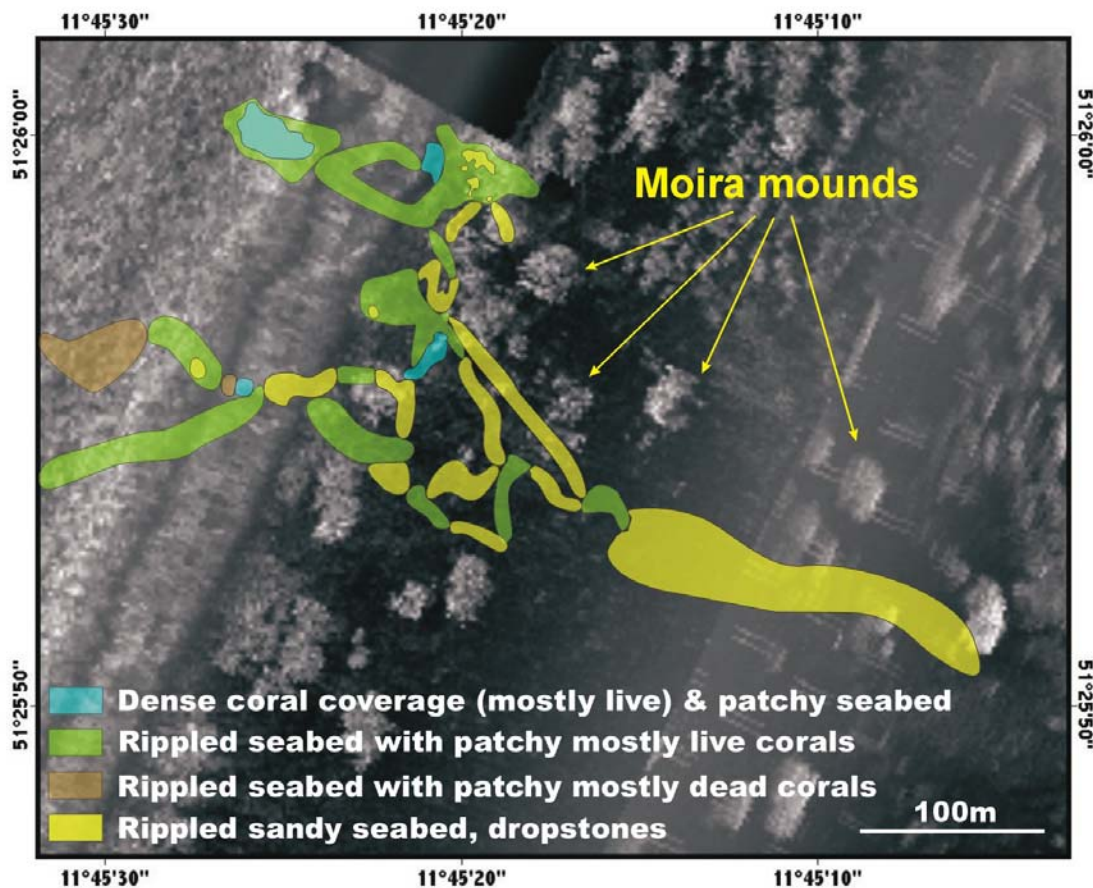 11°45'30" 11°45'20" 11°45'10"
51°26'00" 51°26'00"
Moira mounds
51°25'50" 51°25'50"
Dense coral coverage (mostly live) & patchy seabed
Rippled seabed with patchy mostly live corals
Rippled seabed with patchy mostly dead corals
Rippled sandy seabed, dropstones
100m
11°45'30" 11°45'20" 11°45'10"